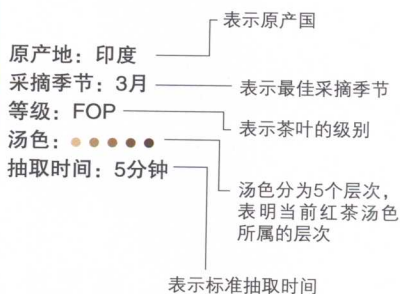 表示原产国
原产地：印度
采摘季节：3月
表示最佳采摘季节
等级：FOP
表示茶叶的级别
汤色：
抽取时间：5分钟
汤色分为5个层次，
表明当前红茶汤色
所属的层次
表示标准抽取时间